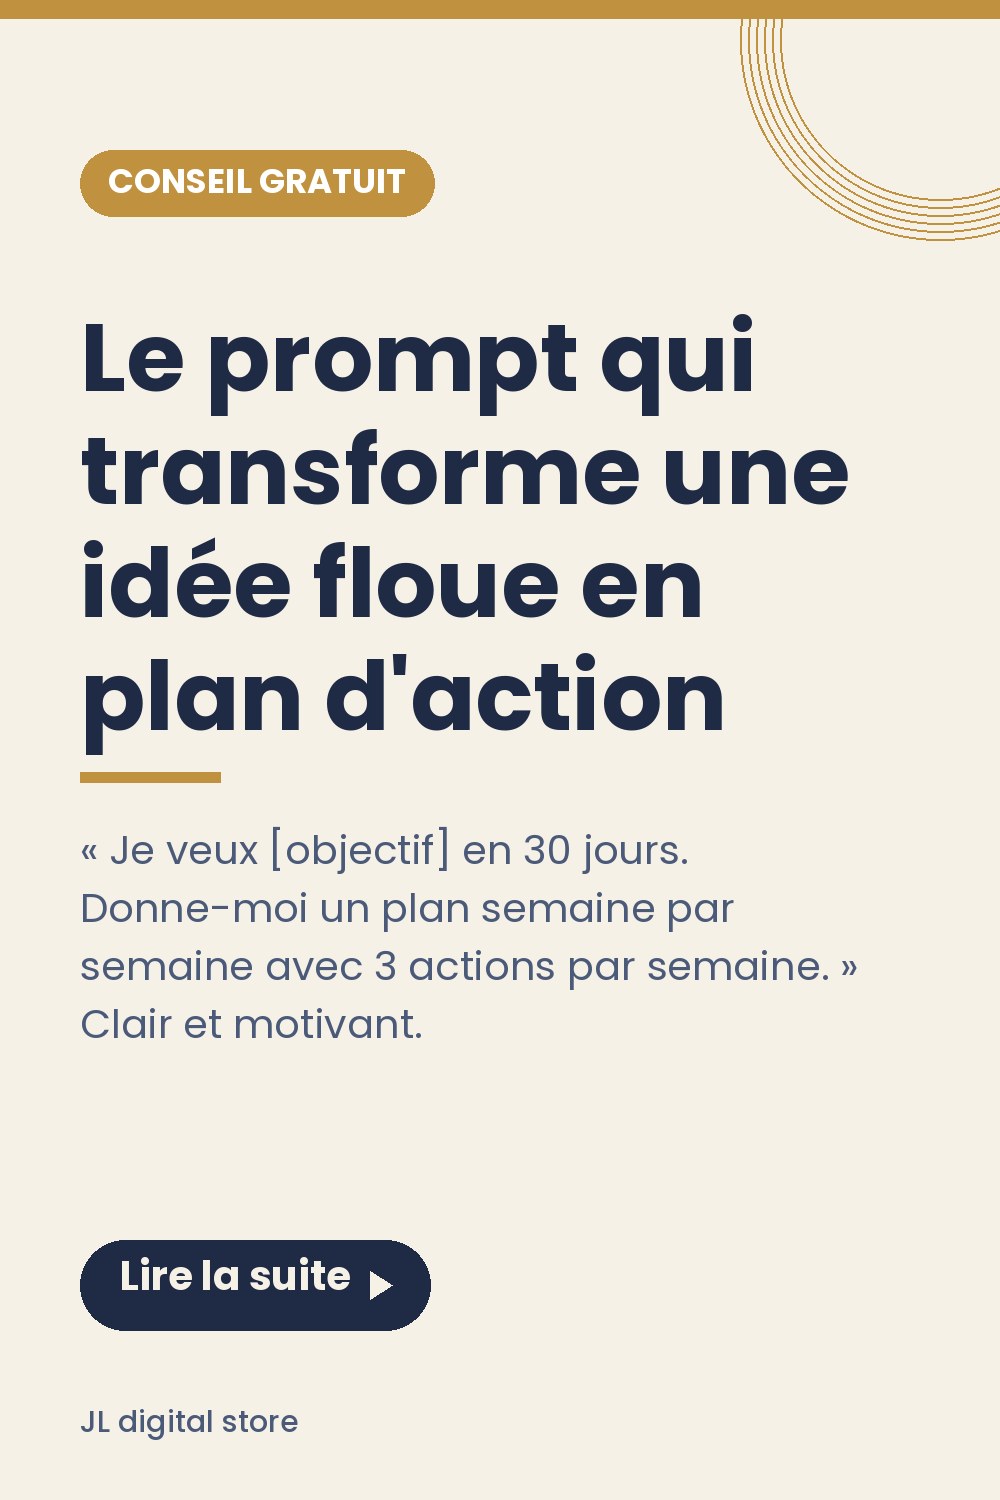 CONSEIL GRATUIT
Le prompt qui
transforme une
idée floue en
plan d'action
« Je veux [objectif] en 30 jours.
Donne-moi un plan semaine par
semaine avec 3 actions par semaine. »
Clair et motivant.
Lire la suite
JL digital store